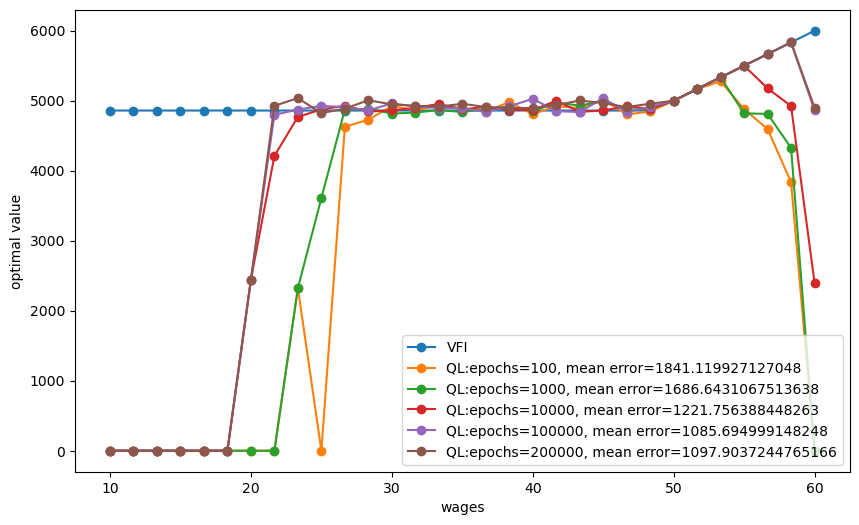 6000
5000
4000
3000
2000
1000
0
optimal value
10
20
30
40
50
60
wages
VFI
QL:epochs=100, mean error=1841.119927127048
QL:epochs=1000, mean error=1686.6431067513638
QL:epochs=10000, mean error=1221.756388448263
QL:epochs=100000, mean error=1085.694999148248
QL:epochs=200000, mean error=1097.9037244765166